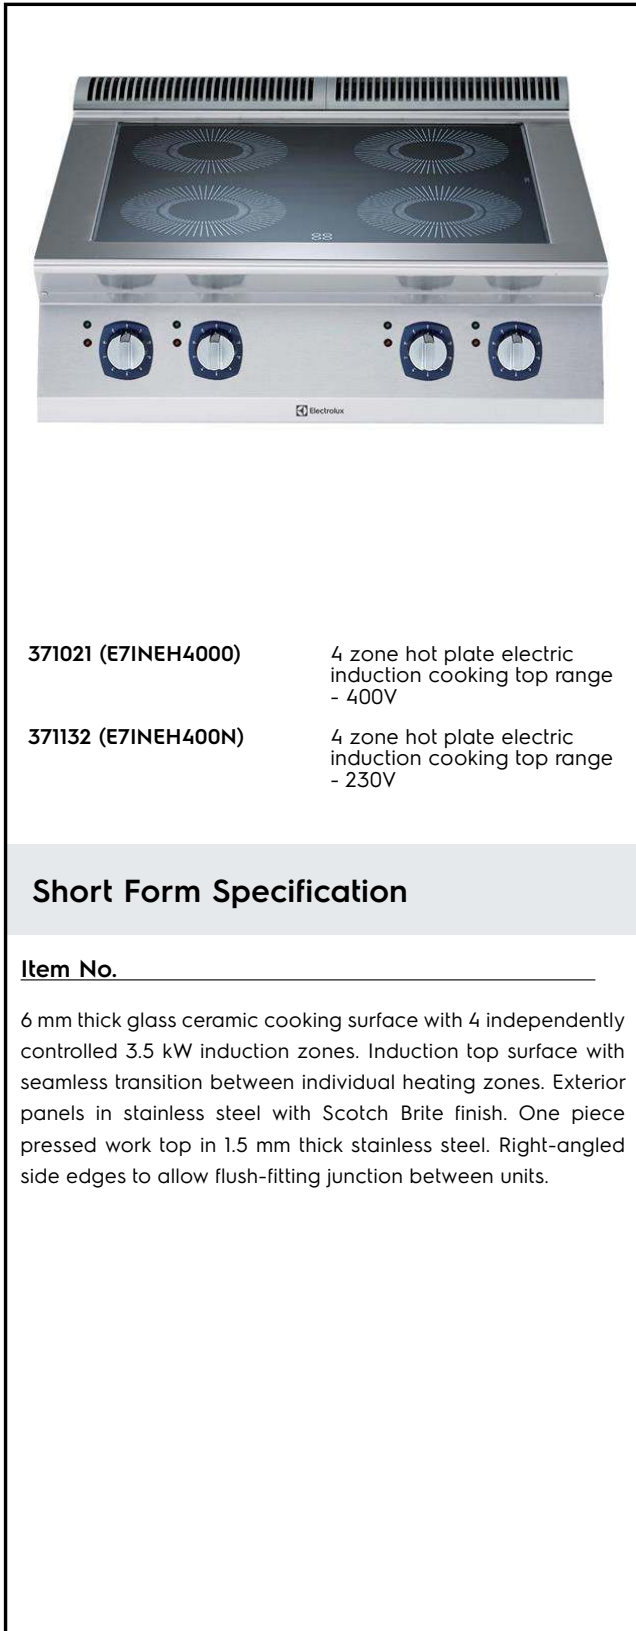 Electrolux
371021 (E7INEH4000)
4 zone hot plate electric
induction cooking top range
- 400V
371132 (E7INEH400N)
4 zone hot plate electric
induction cooking top range
- 230V
Short Form Specification
Item No.
6 mm thick glass ceramic cooking surface with 4 independently
controlled 3.5 kW induction zones. Induction top surface with
seamless transition between individual heating zones. Exterior
panels in stainless steel with Scotch Brite finish. One piece
pressed work top in 1.5 mm thick stainless steel. Right-angled
side edges to allow flush-fitting junction between units.